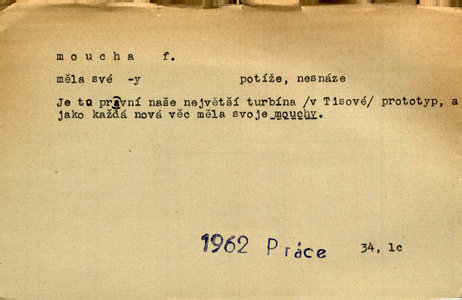 moucha f.
měla své -y potíže, nesnáze
Je to první naše největší turbína /v Tisové/ prototyp, a
jako každá nová věc měla svoje mouchy.
1962 Práce 34, 1c